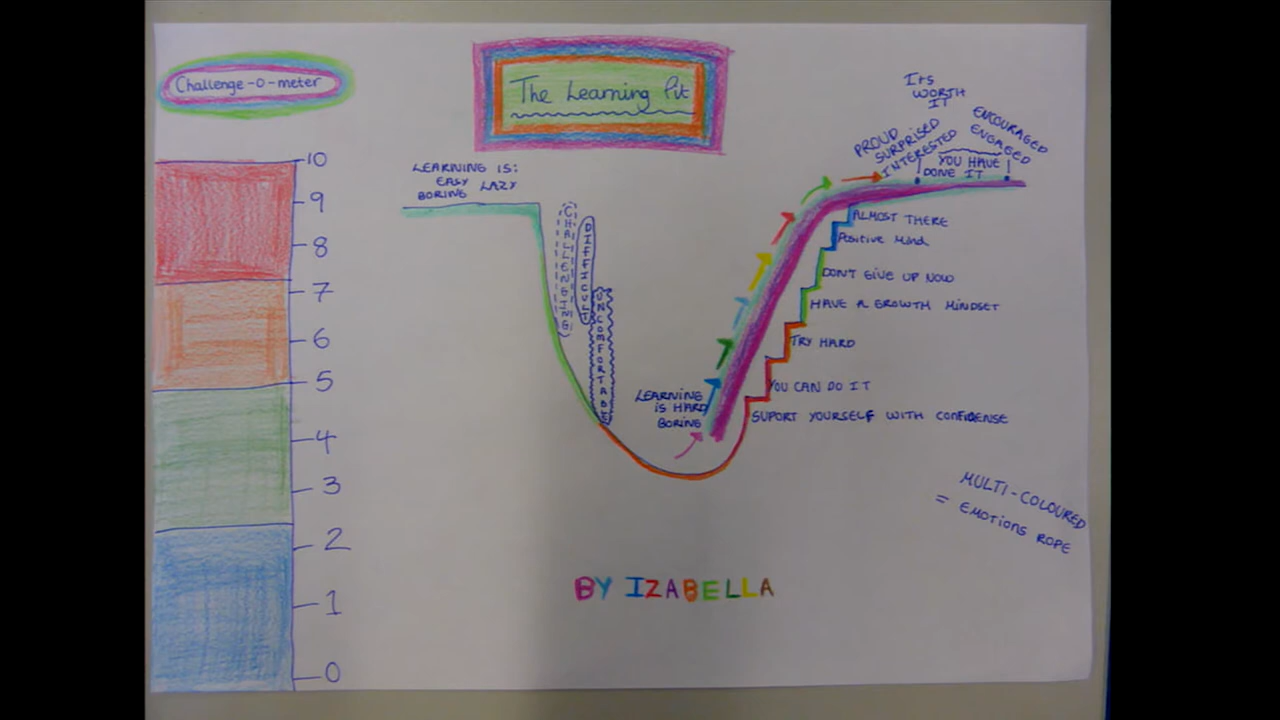 Challenge-o-meter
10
9
8
7
6
5
4
3
2
1
0
The Learning Pit
LEARNING IS:
EASY LAZY
BORING
CHALLENGING
DIFFICULT
UNCOMFORTABLE
LEARNING
IS HARD
BORING
SUPORT YOURSELF WITH CONFIDENSE
YOU CAN DO IT
TRY HARD
HAVE A GROWTH MINDSET
DON'T GIVE UP NOW
Positive Mind
ALMOST THERE
PROUD
SURPRISED
INTERESTED
ITS
WORTH
IT
ENCOURAGED
ENGAGED
YOU HAVE
DONE IT
MULTI-COLOURED
= EMOTIONS ROPE
BY IZABELLA